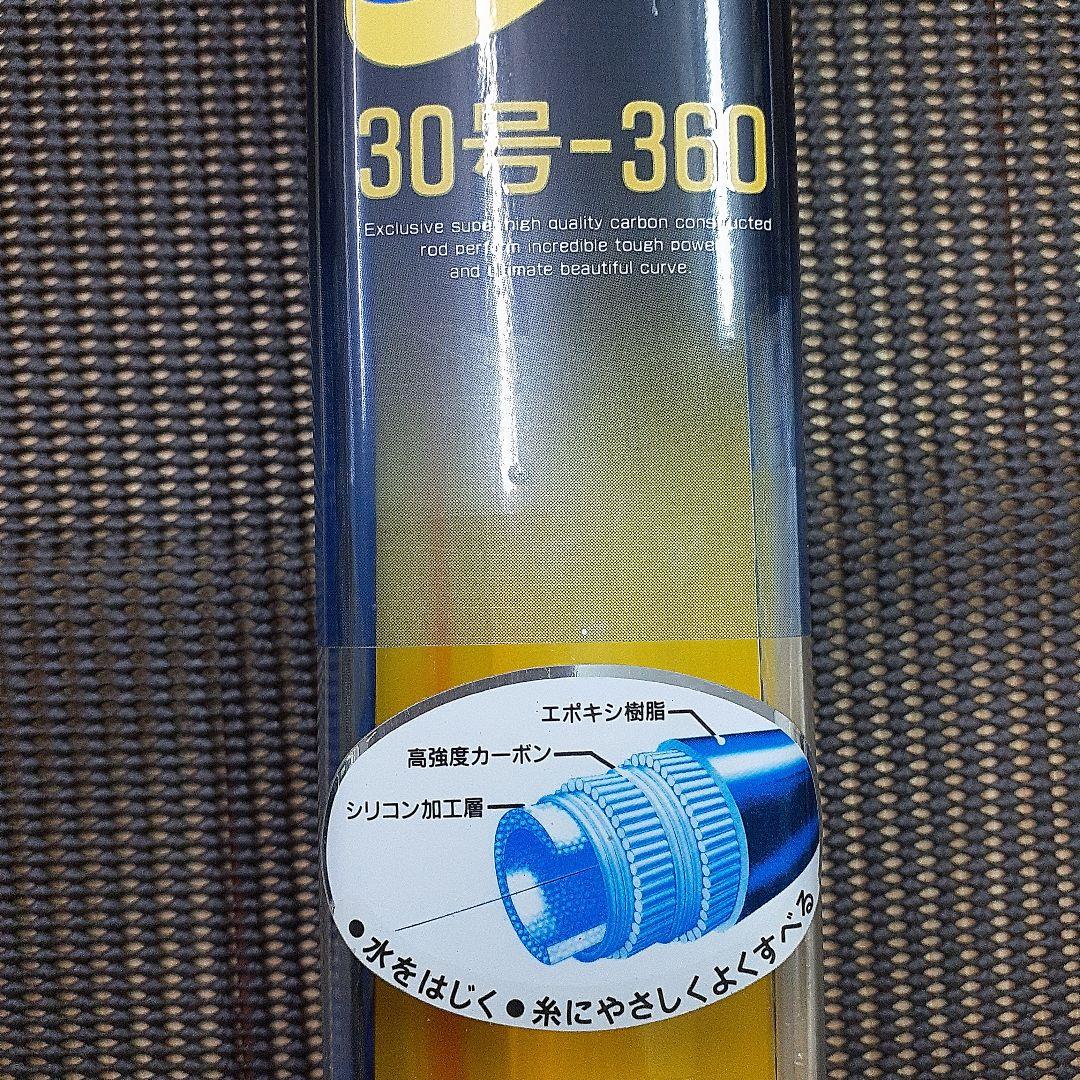 30号-360
Exclusive super high quality carbon constructed
rod perform incredible tough power
and ultimate beautiful curve.
エポキシ樹脂
高強度カーボン
シリコン加工層
●水をはじく●糸にやさしくよくすべる